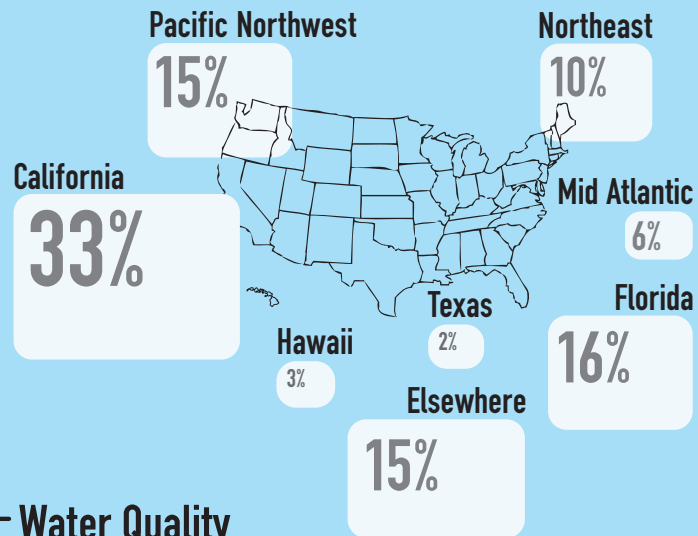 Pacific Northwest
15%
Northeast
10%
California
33%
Mid Atlantic
6%
Texas
2%
Florida
16%
Hawaii
3%
Elsewhere
15%
Water Quality